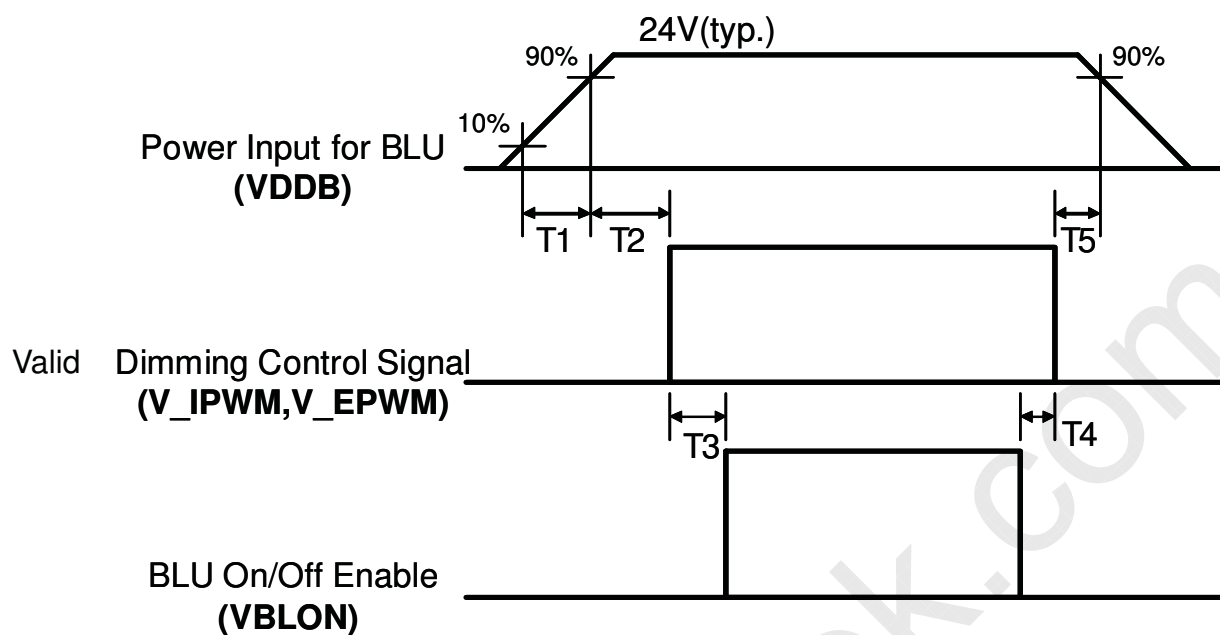 24V(typ.)
90%
90%
10%
Power Input for BLU
(VDDB)
T1
T2
T5
Valid
Dimming Control Signal
(V_IPWM,V_EPWM)
T3
T4
BLU On/Off Enable
(VBLON)
k.com